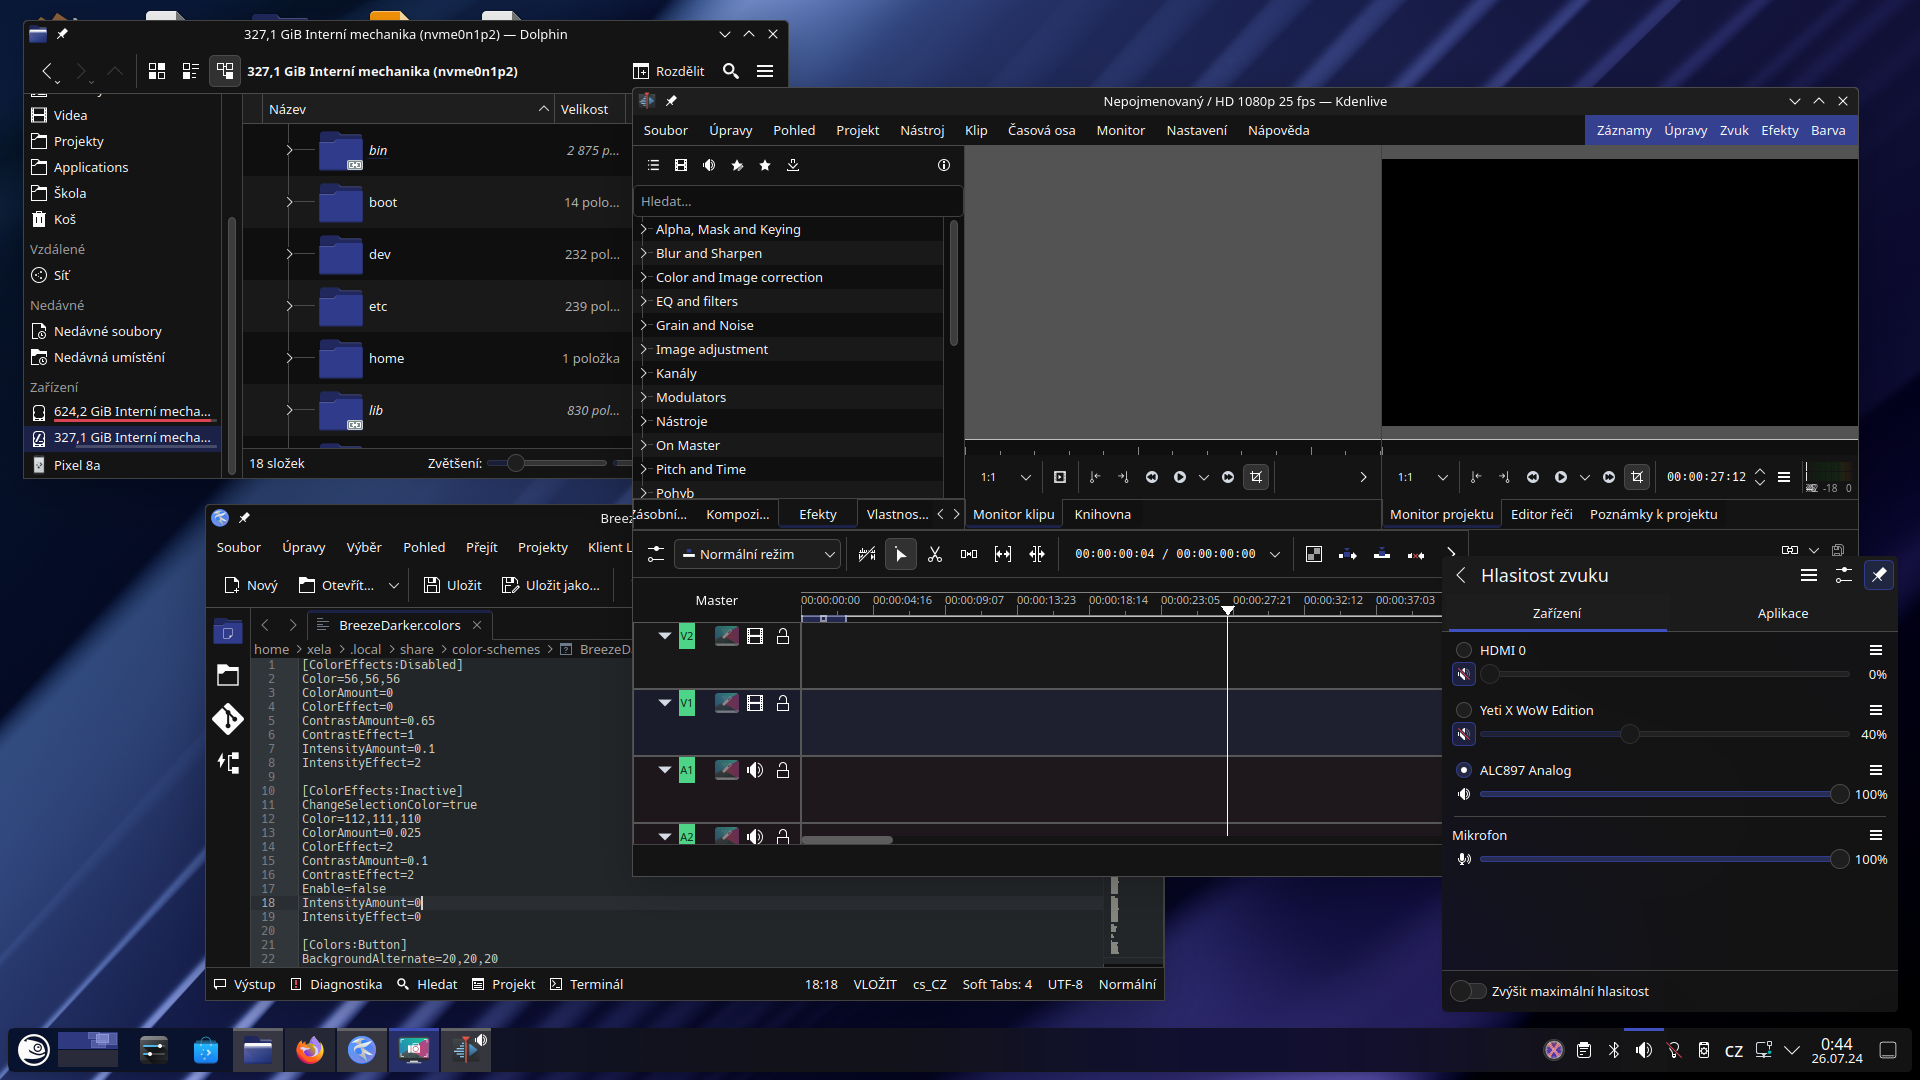 327,1 GiB Interní mechanika (nvme0n1p2) — Dolphin
327,1 GiB Interní mechanika (nvme0n1p2)
Rozdělit
Videa
Projekty
Applications
Škola
Koš
Vzdálené
Síť
Nedávné
Nedávné soubory
Nedávná umístění
Zařízení
624,2 GiB Interní mecha...
327,1 GiB Interní mecha...
Pixel 8a
Název Velikost
bin 2 875 p...
boot 14 polo...
dev 232 pol...
etc 239 pol...
home 1 položka
lib 830 pol...
18 složek Zvětšení:
Nepojmenovaný / HD 1080p 25 fps — Kdenlive
Soubor Úpravy Pohled Projekt Nástroj Klip Časová osa Monitor Nastavení Nápověda
Záznamy Úpravy Zvuk Efekty Barva
Hledat...
Alpha, Mask and Keying
Blur and Sharpen
Color and Image correction
EQ and filters
Grain and Noise
Image adjustment
Kanály
Modulators
Nástroje
On Master
Pitch and Time
Pohyb
1:1
1:1 00:00:27:12
-18 0
Kompozi... Efekty Vlastnos...
Monitor klipu Knihovna
Monitor projektu Editor řeči Poznámky k projektu
Normální režim
00:00:00:04 / 00:00:00:00
Master
00:00:00:00 00:00:04:16 00:00:09:07 00:00:13:23 00:00:18:14 00:00:23:05 00:00:27:21 00:00:32:12 00:00:37:03
V2
V1
A1
A2
Soubor Úpravy Výběr Pohled Přejít Projekty Klient L
Nový Otevřít... Uložit Uložit jako...
BreezeDarker.colors
home > xela > .local > share > color-schemes >
1 [ColorEffects:Disabled]
2 Color=56,56,56
3 ColorAmount=0
4 ColorEffect=0
5 ContrastAmount=0.65
6 ContrastEffect=1
7 IntensityAmount=0.1
8 IntensityEffect=2
9
10 [ColorEffects:Inactive]
11 ChangeSelectionColor=true
12 Color=112,111,110
13 ColorAmount=0.025
14 ColorEffect=2
15 ContrastAmount=0.1
16 ContrastEffect=2
17 Enable=false
18 IntensityAmount=0
19 IntensityEffect=0
20
21 [Colors:Button]
22 BackgroundAlternate=20,20,20
Výstup Diagnostika Hledat Projekt Terminál
18:18 VLOŽIT cs_CZ Soft Tabs: 4 UTF-8 Normální
Hlasitost zvuku
Zařízení Aplikace
HDMI 0
0%
Yeti X WoW Edition
40%
ALC897 Analog
100%
Mikrofon
100%
Zvýšit maximální hlasitost
CZ
0:44
26.07.24